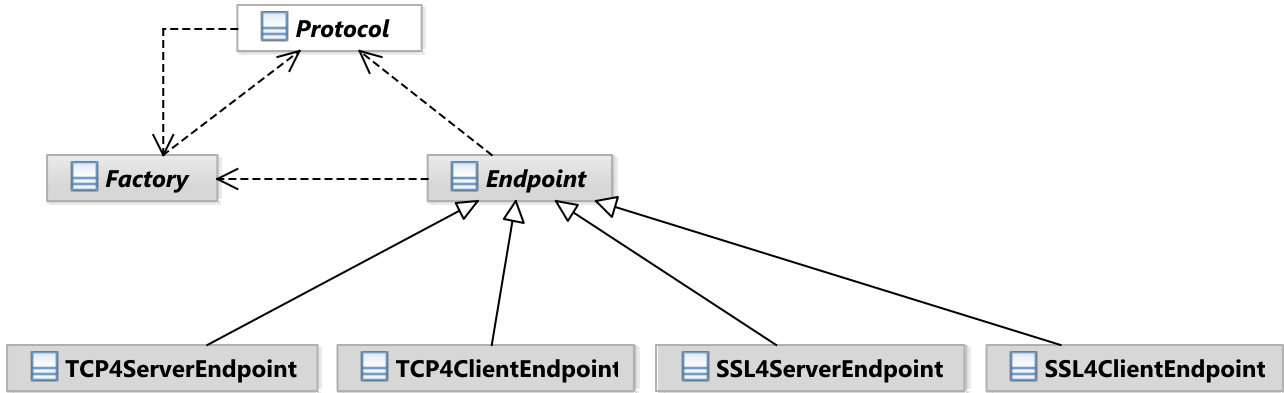 Protocol
Factory
Endpoint
TCP4ServerEndpoint
TCP4ClientEndpoint
SSL4ServerEndpoint
SSL4ClientEndpoint